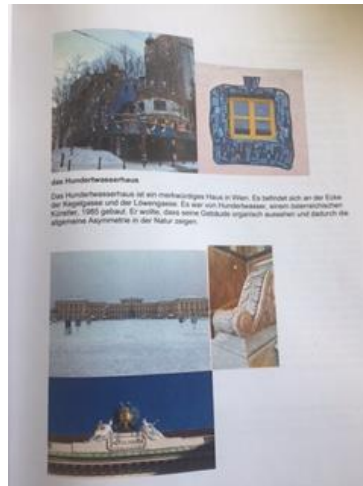 das Hundertwasserhaus
Das Hundertwasserhaus ist ein merkwürdiges Haus in Wien. Es befindet sich an der Ecke
der Kegelgasse und der Löwengasse. Es war von Hundertwasser, einem österreichischen
Künstler, 1985 gebaut. Er wollte, dass seine Gebäude organisch aussehen und dadurch die
allgemeine Asymmetrie in der Natur zeigen.